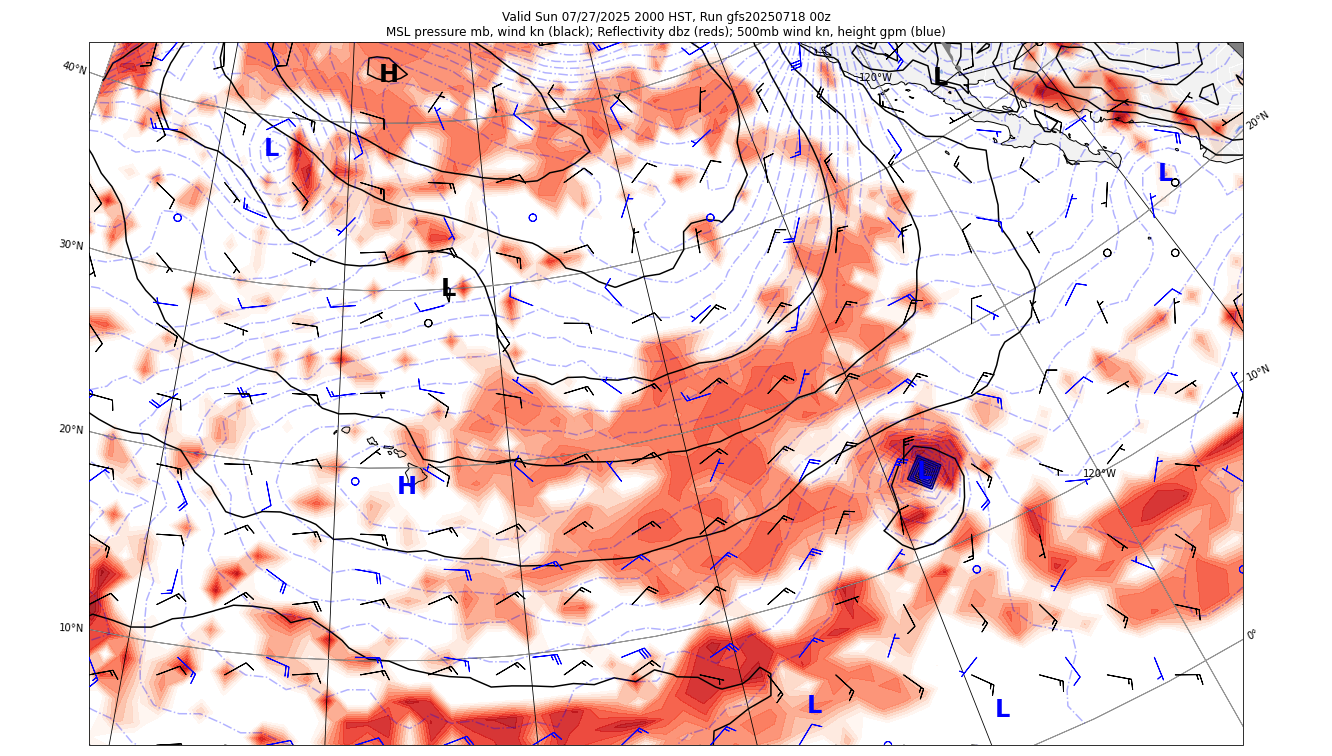 Valid Sun 07/27/2025 2000 HST, Run gfs20250718 00z
MSL pressure mb, wind kn (black); Reflectivity dbz (reds); 500mb wind kn, height gpm (blue)
40°N
H
120°W
L
20°N
L
L
30°N
L
10°N
20°N
120°W
H
10°N
0°
L
L